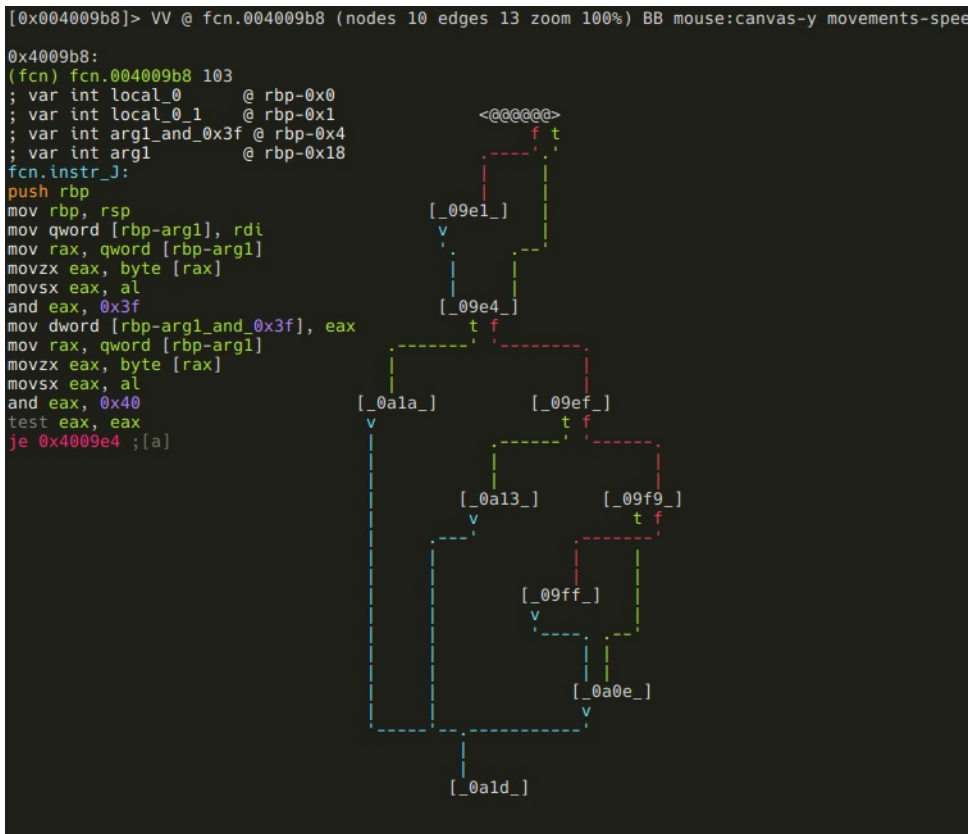 [0x004009b8]> VV @ fcn.004009b8 (nodes 10 edges 13 zoom 100%) BB mouse:canvas-y movements-spee
0x4009b8:
(fcn) fcn.004009b8 103
; var int local_0 @ rbp-0x0
; var int local_0_1 @ rbp-0x1
; var int arg1_and_0x3f @ rbp-0x4
; var int arg1 @ rbp-0x18
fcn.instr_J:
push rbp
mov rbp, rsp
mov qword [rbp-arg1], rdi
mov rax, qword [rbp-arg1]
movzx eax, byte [rax]
movsx eax, al
and eax, 0x3f
mov dword [rbp-arg1_and_0x3f], eax
mov rax, qword [rbp-arg1]
movzx eax, byte [rax]
movsx eax, al
and eax, 0x40
test eax, eax
je 0x4009e4 ;[a]
<@@@@@@>
f t
[_09e1_]
v
[_09e4_]
t f
[_0a1a_] [_09ef_]
v t f
[_0a13_] [_09f9_]
v t f
[_09ff_]
v
[_0a0e_]
v
[_0a1d_]